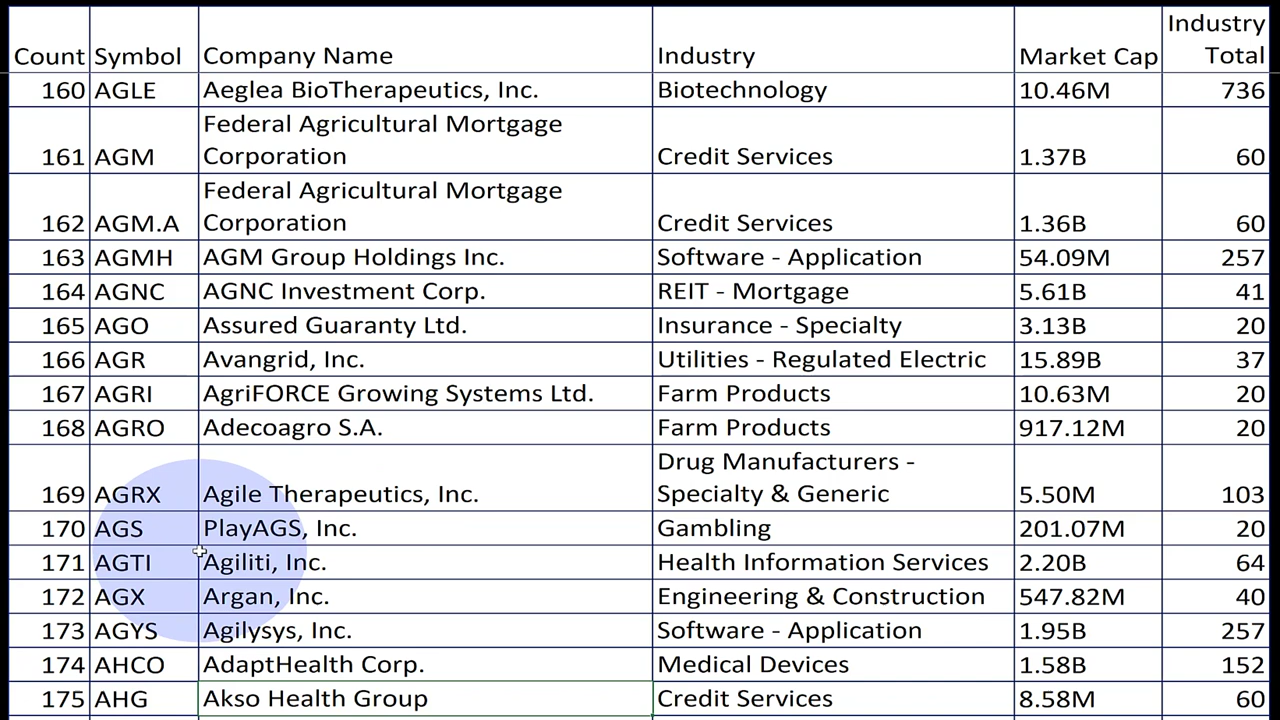 Count Symbol Company Name Industry Market Cap Industry Total
160 AGLE Aeglea BioTherapeutics, Inc. Biotechnology 10.46M 736
161 AGM Federal Agricultural Mortgage Corporation Credit Services 1.37B 60
162 AGM.A Federal Agricultural Mortgage Corporation Credit Services 1.36B 60
163 AGMH AGM Group Holdings Inc. Software - Application 54.09M 257
164 AGNC AGNC Investment Corp. REIT - Mortgage 5.61B 41
165 AGO Assured Guaranty Ltd. Insurance - Specialty 3.13B 20
166 AGR Avangrid, Inc. Utilities - Regulated Electric 15.89B 37
167 AGRI AgriFORCE Growing Systems Ltd. Farm Products 10.63M 20
168 AGRO Adecoagro S.A. Farm Products 917.12M 20
169 AGRX Agile Therapeutics, Inc. Drug Manufacturers - Specialty & Generic 5.50M 103
170 AGS PlayAGS, Inc. Gambling 201.07M 20
171 AGTI Agiliti, Inc. Health Information Services 2.20B 64
172 AGX Argan, Inc. Engineering & Construction 547.82M 40
173 AGYS Agilysys, Inc. Software - Application 1.95B 257
174 AHCO AdaptHealth Corp. Medical Devices 1.58B 152
175 AHG Akso Health Group Credit Services 8.58M 60